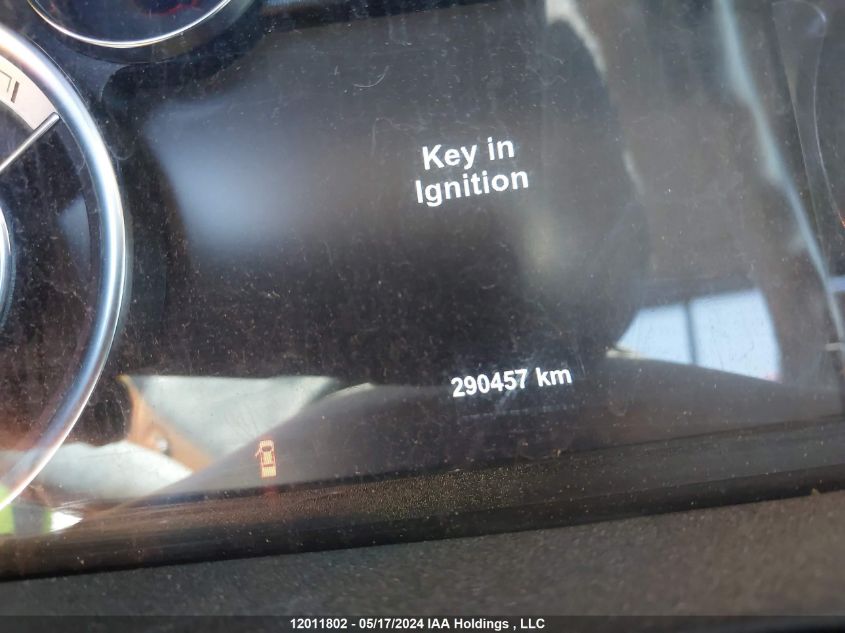 Key in
Ignition
290457 km
12011802 - 05/17/2024 IAA Holdings , LLC